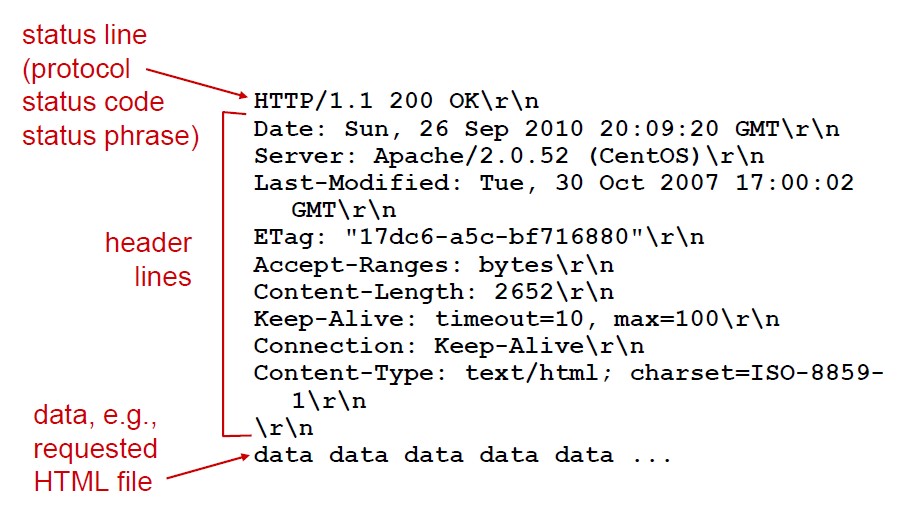 status line
(protocol
status code
status phrase)
HTTP/1.1 200 OK\r\n
Date: Sun, 26 Sep 2010 20:09:20 GMT\r\n
Server: Apache/2.0.52 (CentOS)\r\n
Last-Modified: Tue, 30 Oct 2007 17:00:02
GMT\r\n
ETag: "17dc6-a5c-bf716880"\r\n
Accept-Ranges: bytes\r\n
Content-Length: 2652\r\n
Keep-Alive: timeout=10, max=100\r\n
Connection: Keep-Alive\r\n
Content-Type: text/html; charset=ISO-8859-
1\r\n
\r\n
data data data data data ...
header
lines
data, e.g.,
requested
HTML file